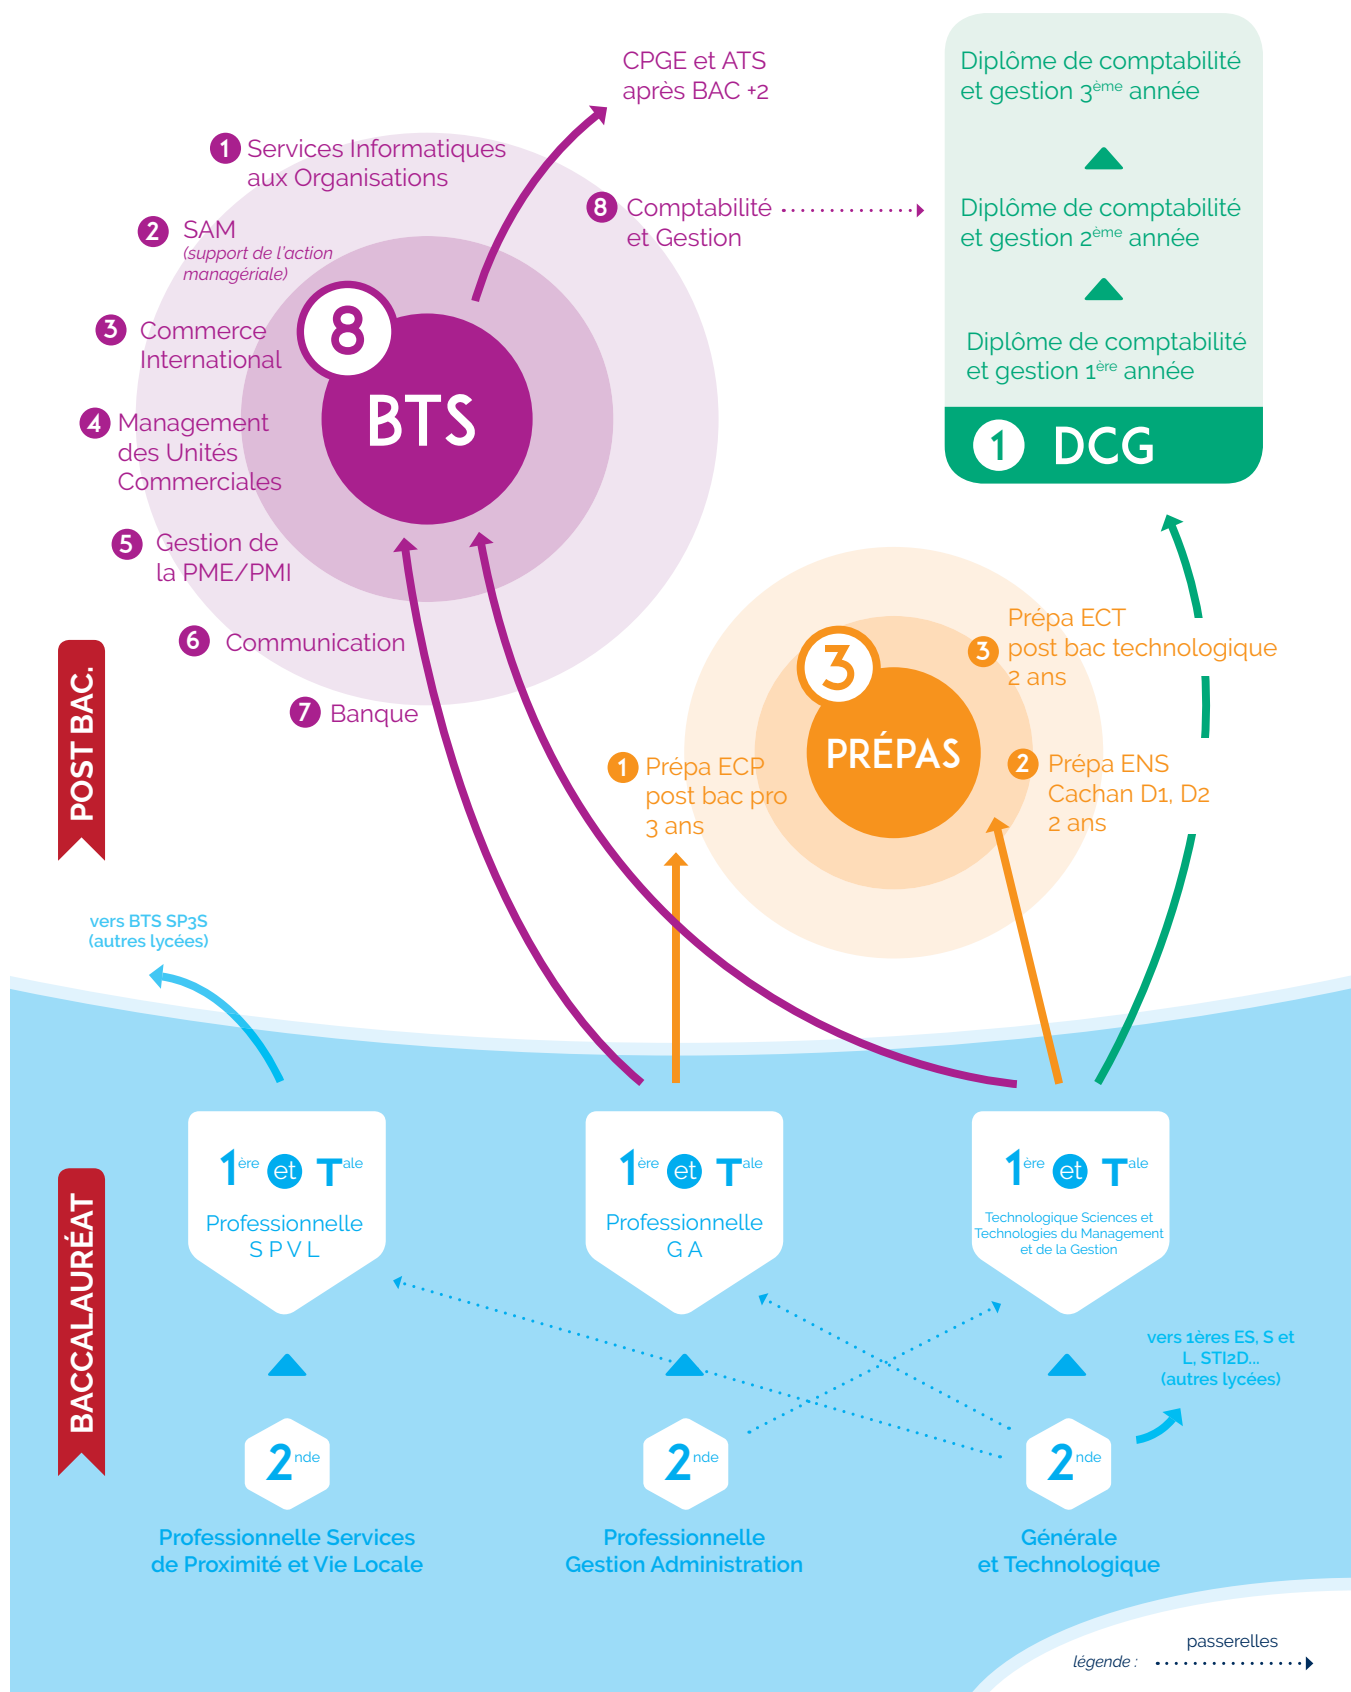 CPGE et ATS
après BAC +2
1 Services Informatiques
aux Organisations
2 SAM
(support de l'action
managériale)
3 Commerce
International
4 Management
des Unités
Commerciales
5 Gestion de
la PME/PMI
6 Communication
7 Banque
8 Comptabilité
et Gestion
8
BTS
Diplôme de comptabilité
et gestion 3ème année
Diplôme de comptabilité
et gestion 2ème année
Diplôme de comptabilité
et gestion 1ère année
1 DCG
3
PRÉPAS
Prépa ECT
3 post bac technologique
2 ans
2 Prépa ENS
Cachan D1, D2
2 ans
1 Prépa ECP
post bac pro
3 ans
POST BAC.
vers BTS SP3S
(autres lycées)
BACCALAURÉAT
1ère et Tale
Professionnelle
S P V L
1ère et Tale
Professionnelle
G A
1ère et Tale
Technologique Sciences et
Technologies du Management
et de la Gestion
vers 1ères ES, S et
L, STI2D...
(autres lycées)
2nde
Professionnelle Services
de Proximité et Vie Locale
2nde
Professionnelle
Gestion Administration
2nde
Générale
et Technologique
passerelles
légende :